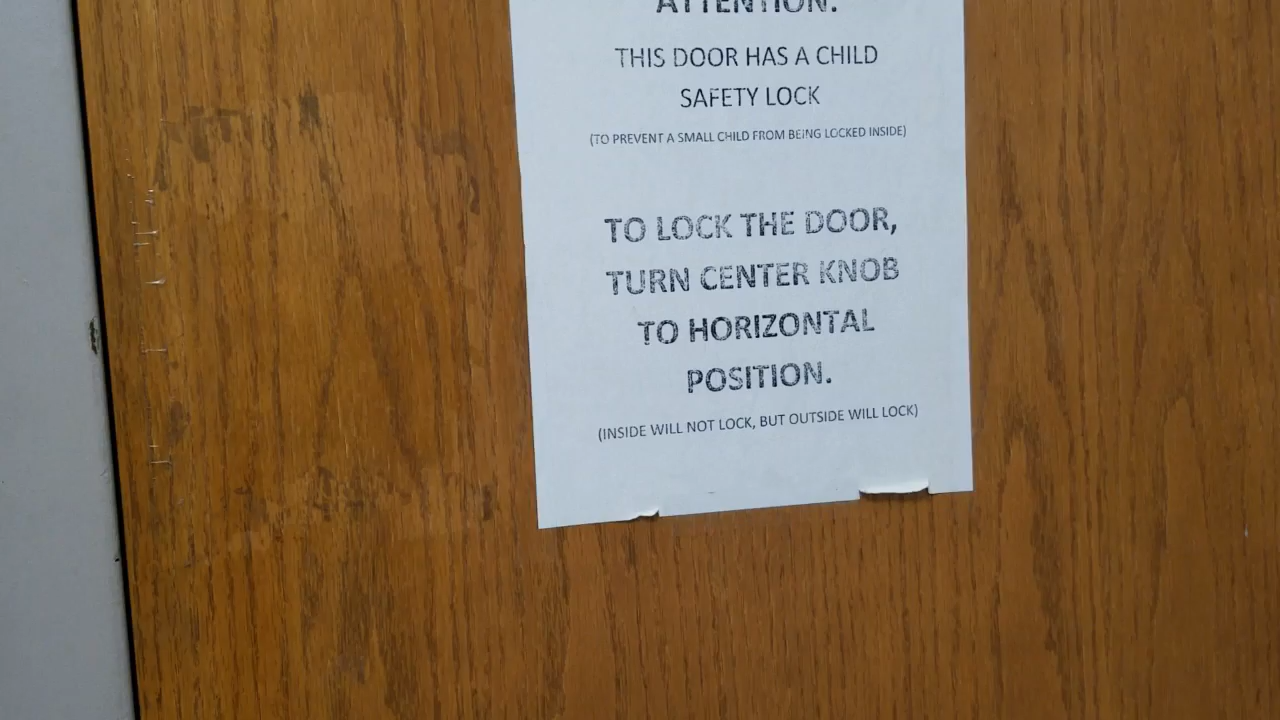 ATTENTION:
THIS DOOR HAS A CHILD
SAFETY LOCK
(TO PREVENT A SMALL CHILD FROM BEING LOCKED INSIDE)
TO LOCK THE DOOR,
TURN CENTER KNOB
TO HORIZONTAL
POSITION.
(INSIDE WILL NOT LOCK, BUT OUTSIDE WILL LOCK)